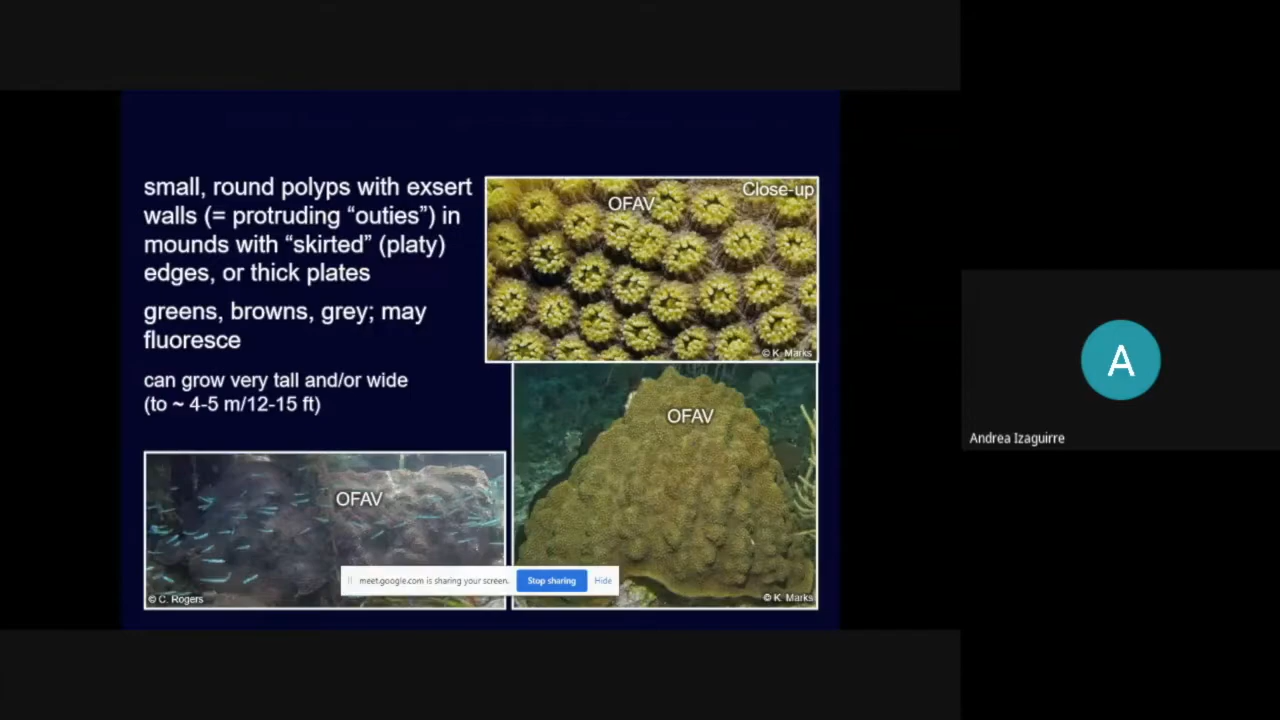 small, round polyps with exsert
walls (= protruding “outies”) in
mounds with “skirted” (platy)
edges, or thick plates
greens, browns, grey; may
fluoresce
can grow very tall and/or wide
(to ~ 4-5 m/12-15 ft)
Close-up
OFAV
© K. Marks
OFAV
© K. Marks
OFAV
© C. Rogers
meet.google.com is sharing your screen.
Stop sharing
Hide
A
Andrea Izaguirre